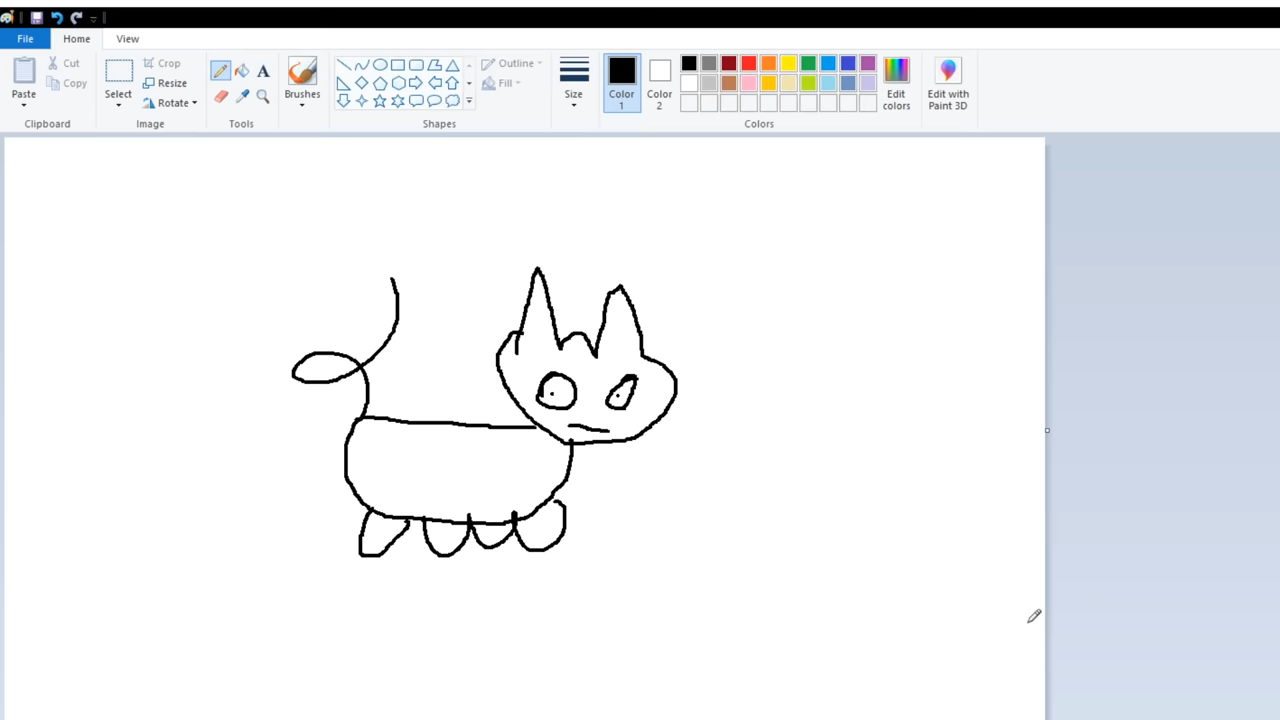 File Home View
Paste Cut Copy
Select Crop Resize Rotate
A
Brushes
Outline Fill
Size
Color 1 Color 2
Edit colors
Edit with Paint 3D
Clipboard Image Tools Shapes Colors